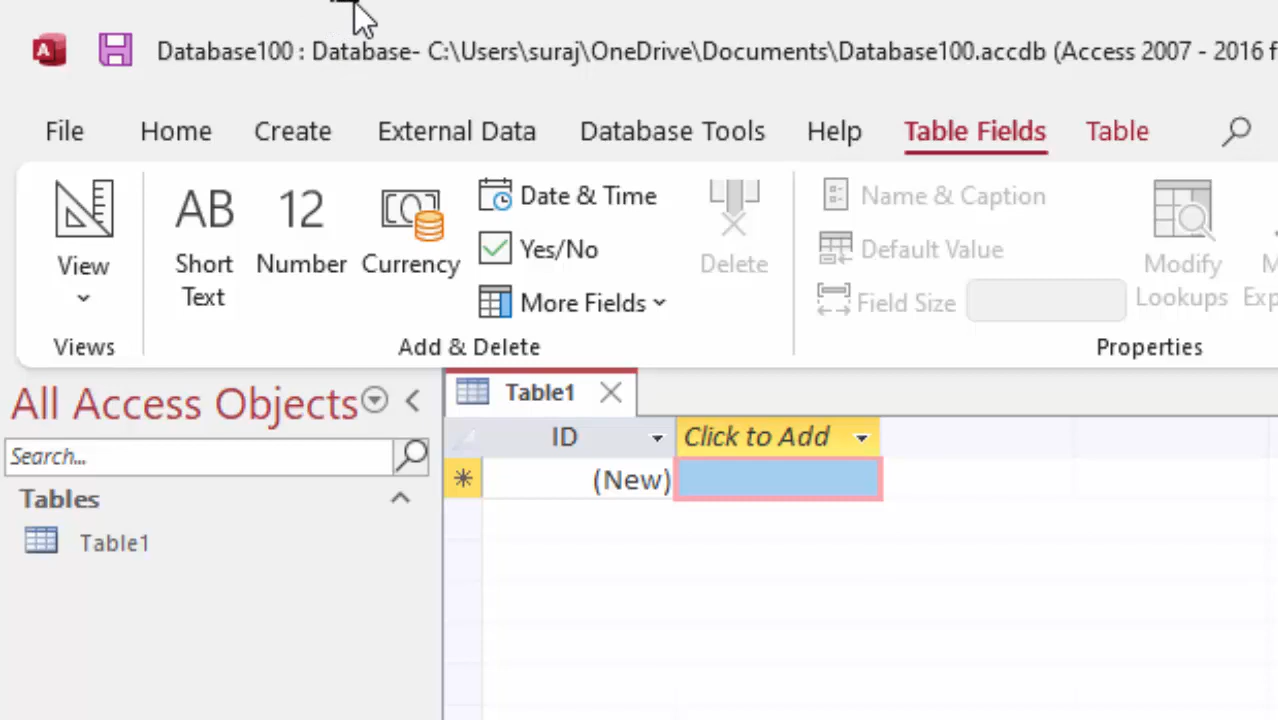 Database100 : Database- C:\Users\suraj\OneDrive\Documents\Database100.accdb (Access 2007 - 2016 f
File Home Create External Data Database Tools Help Table Fields Table
View
Views
AB
Short
Text
12
Number
Currency
Date & Time
Yes/No
More Fields
Delete
Add & Delete
Name & Caption
Default Value
Field Size
Modify
Lookups
Properties
All Access Objects
Search...
Tables
Table1
Table1
ID Click to Add
(New)